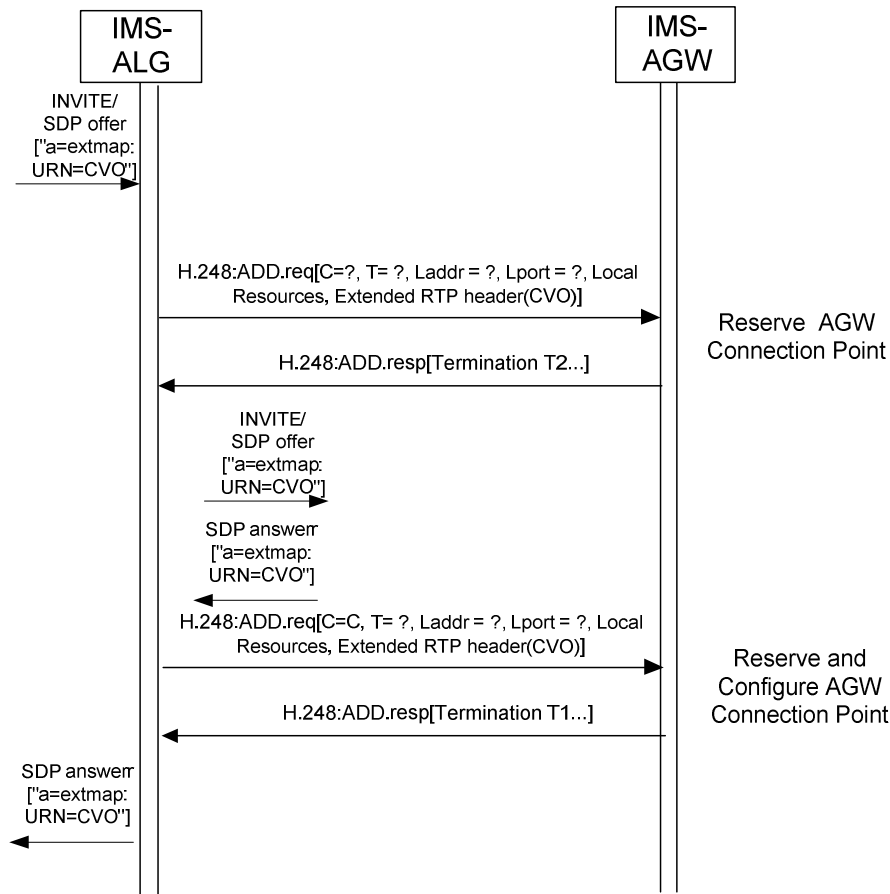 IMS-
ALG
IMS-
AGW
INVITE/
SDP offer
["a=extmap:
URN=CVO"]
H.248:ADD.req[C=?, T= ?, Laddr = ?, Lport = ?, Local
Resources, Extended RTP header(CVO)]
Reserve AGW
Connection Point
H.248:ADD.resp[Termination T2...]
INVITE/
SDP offer
["a=extmap:
URN=CVO"]
SDP answerr
["a=extmap:
URN=CVO"]
H.248:ADD.req[C=C, T= ?, Laddr = ?, Lport = ?, Local
Resources, Extended RTP header(CVO)]
Reserve and
Configure AGW
Connection Point
H.248:ADD.resp[Termination T1...]
SDP answerr
["a=extmap:
URN=CVO"]